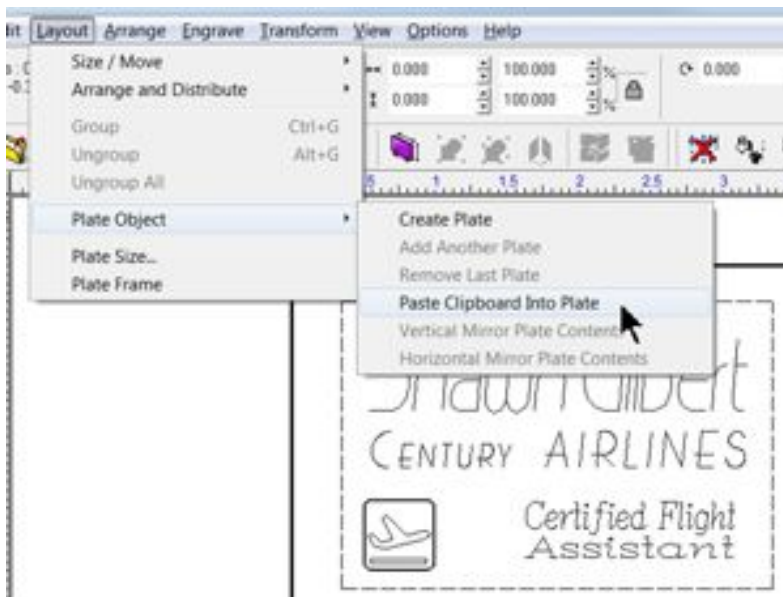 Layout Arrange Engrave Transform View Options Help
Size / Move
Arrange and Distribute
Group Ctrl+G
Ungroup Alt+G
Ungroup All
Plate Object
Plate Size...
Plate Frame
0.000 100.000 % 0.000
0.000 100.000 %
1 1.5 2 2.5 3
Create Plate
Add Another Plate
Remove Last Plate
Paste Clipboard Into Plate
Vertical Mirror Plate Contents
Horizontal Mirror Plate Contents
Shawn Gilbert
CENTURY AIRLINES
Certified Flight
Assistant